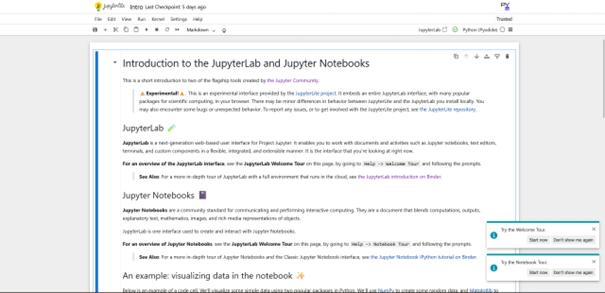 jupyterlite Intro Last Checkpoint: 5 days ago
File Edit View Run Kernel Settings Help Trusted
Markdown JupyterLab Python (Pyodide)
Introduction to the JupyterLab and Jupyter Notebooks
This is a short introduction to two of the flagship tools created by the Jupyter Community.
⚠️ Experimental! ⚠️: This is an experimental interface provided by the JupyterLite project. It embeds an entire JupyterLab interface, with many popular
packages for scientific computing, in your browser. There may be minor differences in behavior between JupyterLite and the JupyterLab you install locally. You
may also encounter some bugs or unexpected behavior. To report any issues, or to get involved with the JupyterLite project, see the JupyterLite repository.
JupyterLab 🧪
JupyterLab is a next-generation web-based user interface for Project Jupyter. It enables you to work with documents and activities such as Jupyter notebooks, text editors,
terminals, and custom components in a flexible, integrated, and extensible manner. It is the interface that you're looking at right now.
For an overview of the JupyterLab interface, see the JupyterLab Welcome Tour on this page, by going to Help -> Welcome Tour and following the prompts.
See Also: For a more in-depth tour of JupyterLab with a full environment that runs in the cloud, see the JupyterLab introduction on Binder.
Jupyter Notebooks 📓
Jupyter Notebooks are a community standard for communicating and performing interactive computing. They are a document that blends computations, outputs,
explanatory text, mathematics, images, and rich media representations of objects.
JupyterLab is one interface used to create and interact with Jupyter Notebooks.
For an overview of Jupyter Notebooks, see the JupyterLab Welcome Tour on this page, by going to Help -> Notebook Tour and following the prompts.
See Also: For a more in-depth tour of Jupyter Notebooks and the Classic Jupyter Notebook interface, see the Jupyter Notebook IPython tutorial on Binder.
An example: visualizing data in the notebook ✨
Below is an example of a code cell. We'll visualize some simple data using two popular packages in Python. We'll use NumPy to create some random data, and Matplotlib to
Try the Welcome Tour.
Start now Don't show me again
Try the Notebook Tour.
Start now Don't show me again